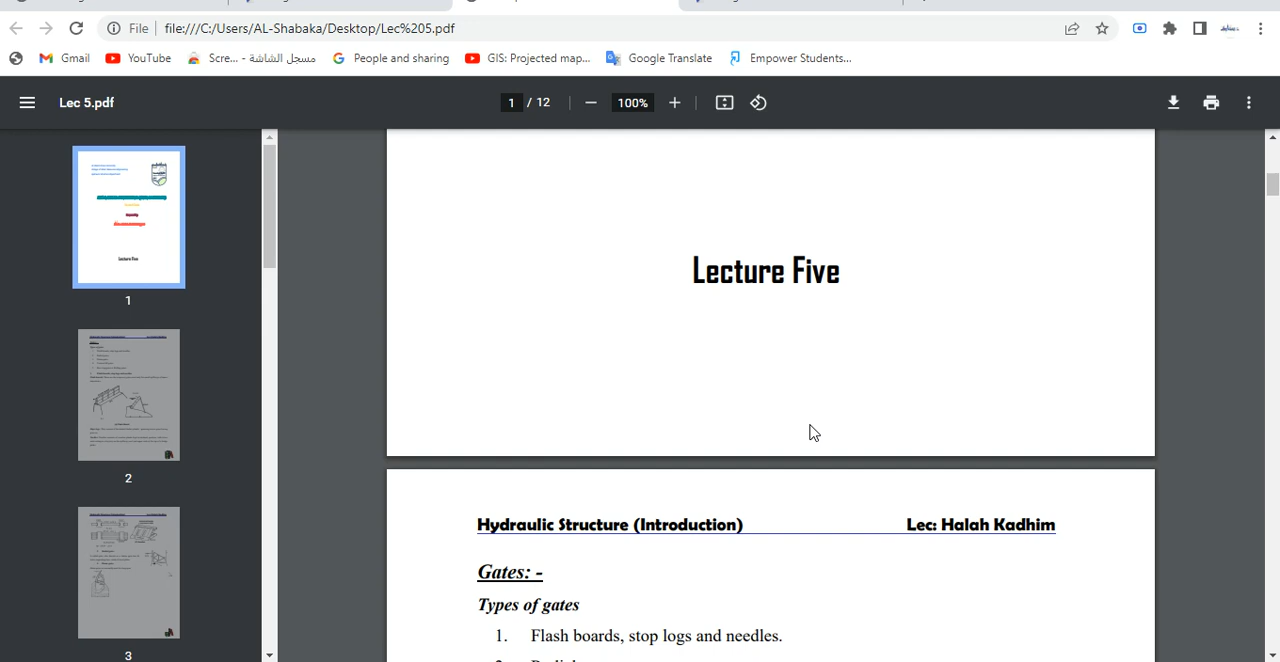 File
file:///C:/Users/AL-Shabaka/Desktop/Lec%205.pdf
Gmail
YouTube
Scre... - مسجل الشاشة
People and sharing
GIS: Projected map...
Google Translate
Empower Students...
Lec 5.pdf
1 / 12
100%
Lecture Five
1
2
3
Hydraulic Structure (Introduction) Lec: Halah Kadhim
Gates: -
Types of gates
1. Flash boards, stop logs and needles.